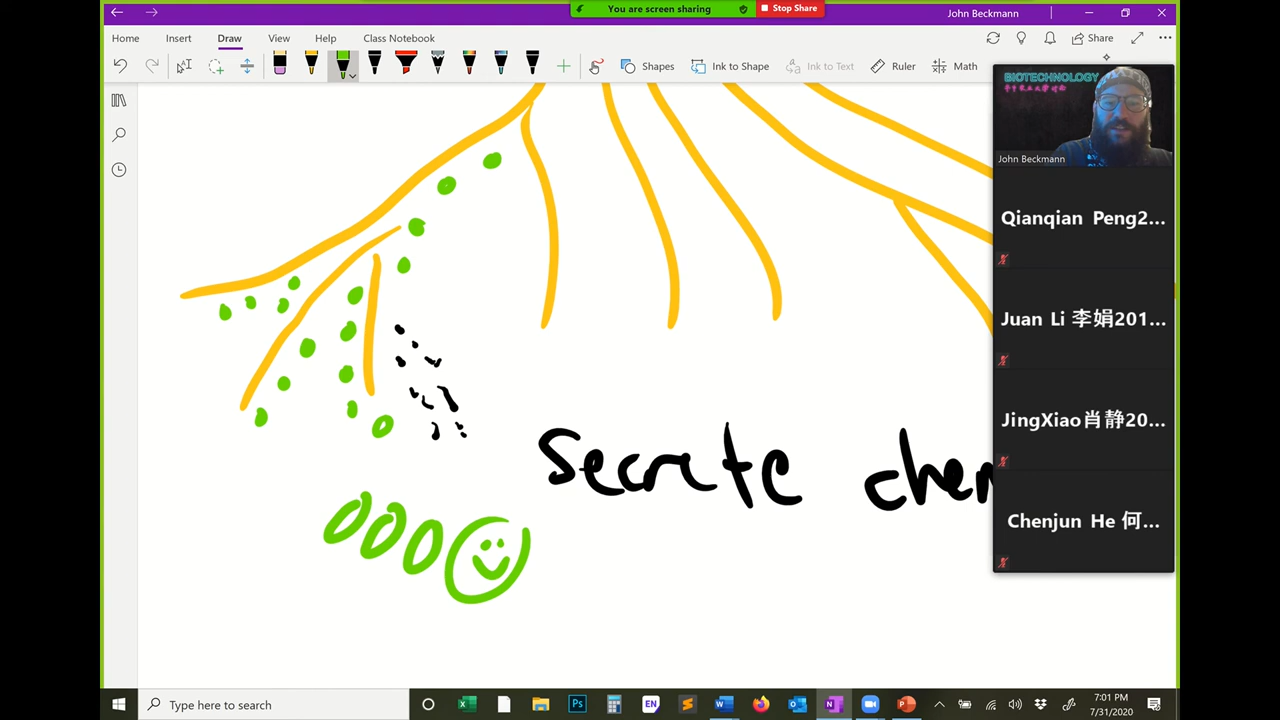 You are screen sharing Stop Share
John Beckmann
Home Insert Draw View Help Class Notebook
Share
Shapes Ink to Shape Ink to Text Ruler Math
BIOTECHNOLOGY
John Beckmann
Qianqian Peng2...
Juan Li 李娟201...
JingXiao肖静20...
Chenjun He 何...
Secrete chem
Type here to search
EN
7:01 PM
7/31/2020